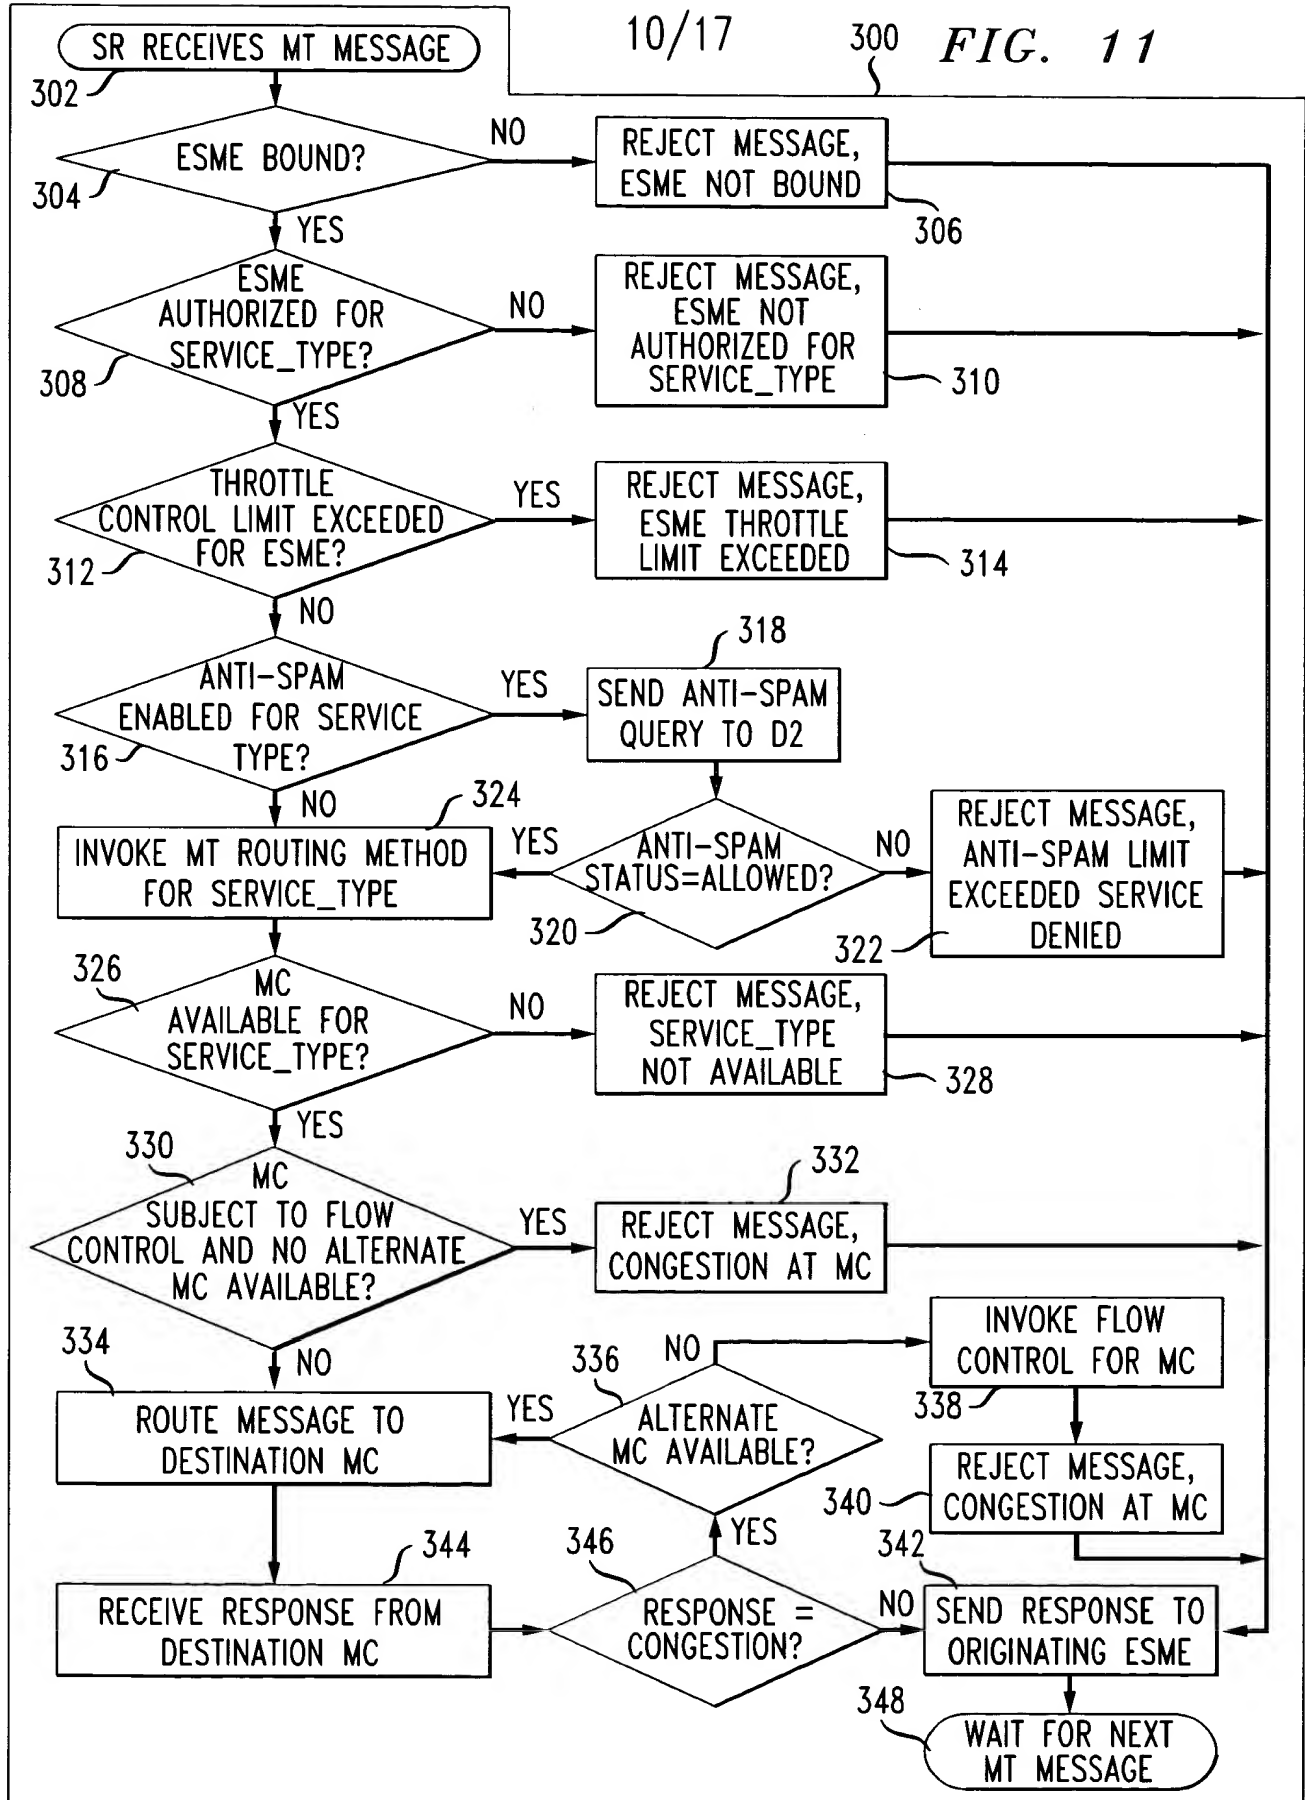 10/17
300
FIG. 11
SR RECEIVES MT MESSAGE
302
ESME BOUND?
304
NO
REJECT MESSAGE,
ESME NOT BOUND
306
YES
ESME
AUTHORIZED FOR
SERVICE_TYPE?
308
NO
REJECT MESSAGE,
ESME NOT
AUTHORIZED FOR
SERVICE_TYPE
310
YES
THROTTLE
CONTROL LIMIT EXCEEDED
FOR ESME?
312
YES
REJECT MESSAGE,
ESME THROTTLE
LIMIT EXCEEDED
314
NO
ANTI-SPAM
ENABLED FOR SERVICE
TYPE?
316
YES
318
SEND ANTI-SPAM
QUERY TO D2
NO
324
INVOKE MT ROUTING METHOD
FOR SERVICE_TYPE
YES
ANTI-SPAM
STATUS=ALLOWED?
320
NO
REJECT MESSAGE,
ANTI-SPAM LIMIT
EXCEEDED SERVICE
DENIED
322
326
MC
AVAILABLE FOR
SERVICE_TYPE?
NO
REJECT MESSAGE,
SERVICE_TYPE
NOT AVAILABLE
328
YES
330
MC
SUBJECT TO FLOW
CONTROL AND NO ALTERNATE
MC AVAILABLE?
YES
332
REJECT MESSAGE,
CONGESTION AT MC
NO
334
ROUTE MESSAGE TO
DESTINATION MC
YES
336
ALTERNATE
MC AVAILABLE?
NO
INVOKE FLOW
CONTROL FOR MC
338
REJECT MESSAGE,
CONGESTION AT MC
340
YES
344
RECEIVE RESPONSE FROM
DESTINATION MC
346
RESPONSE =
CONGESTION?
NO
342
SEND RESPONSE TO
ORIGINATING ESME
348
WAIT FOR NEXT
MT MESSAGE